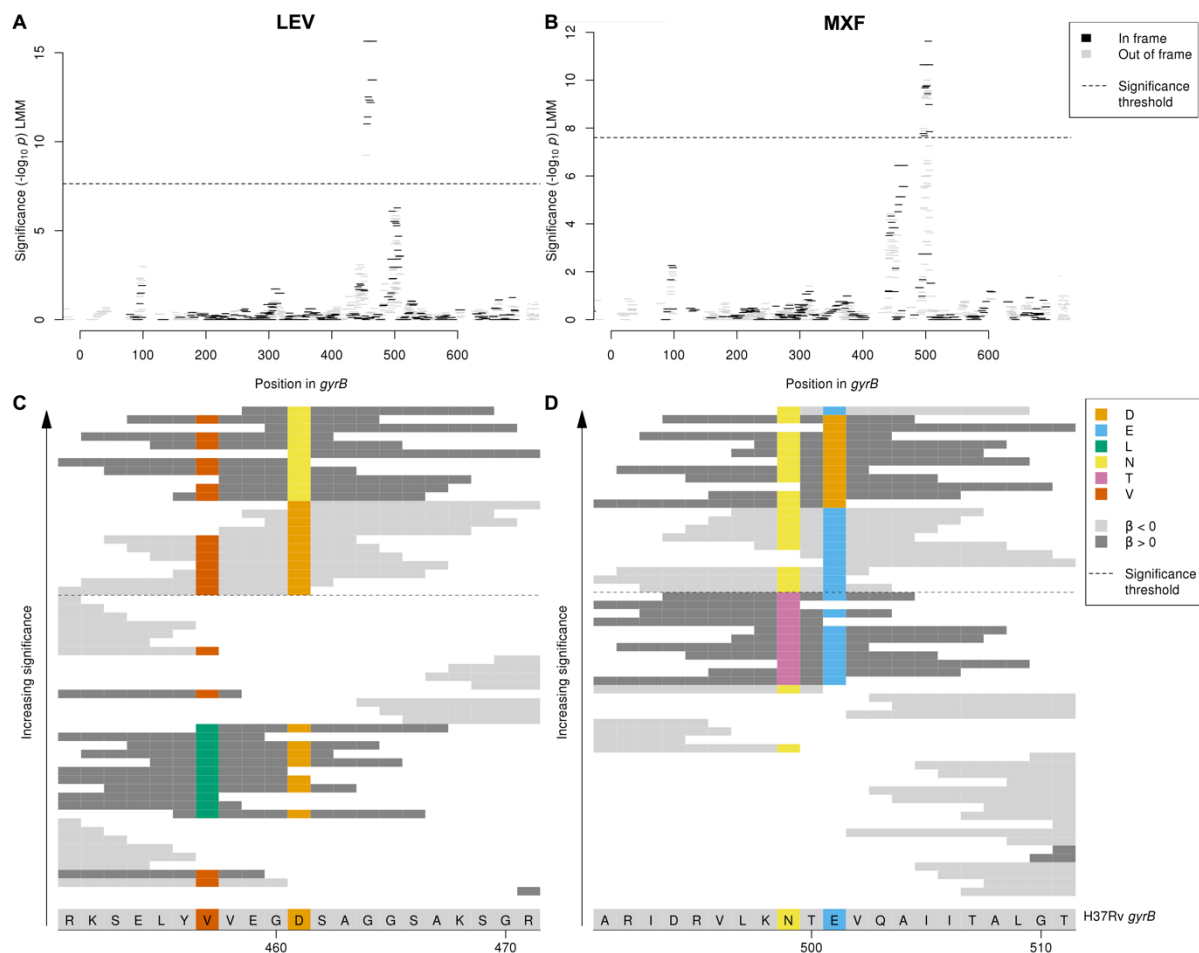 A
LEV
Significance (-log10 p) LMM
15
10
5
0
0 100 200 300 400 500 600
Position in gyrB
B
MXF
Significance (-log10 p) LMM
12
10
8
6
4
2
0
0 100 200 300 400 500 600
Position in gyrB
In frame
Out of frame
Significance
threshold
C
Increasing significance
R K S E L Y V V E G D S A G G S A K S G R
460 470
D
Increasing significance
A R I D R V L K N T E V Q A I I T A L G T
H37Rv gyrB
500 510
D
E
L
N
T
V
β < 0
β > 0
Significance
threshold